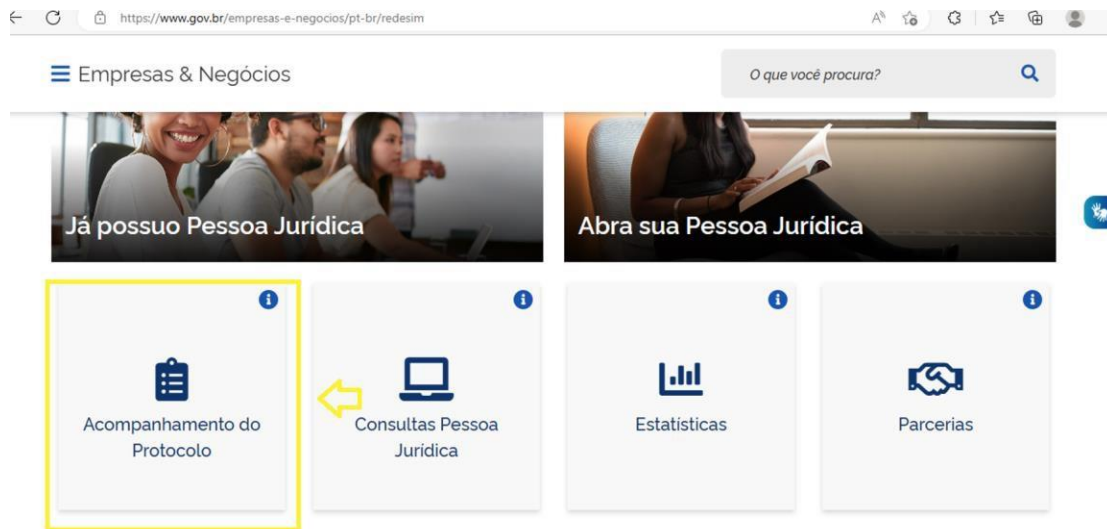 https://www.gov.br/empresas-e-negocios/pt-br/redesim
Empresas & Negócios
O que você procura?
Já possuo Pessoa Jurídica
Abra sua Pessoa Jurídica
Acompanhamento do
Protocolo
Consultas Pessoa
Jurídica
Estatísticas
Parcerias